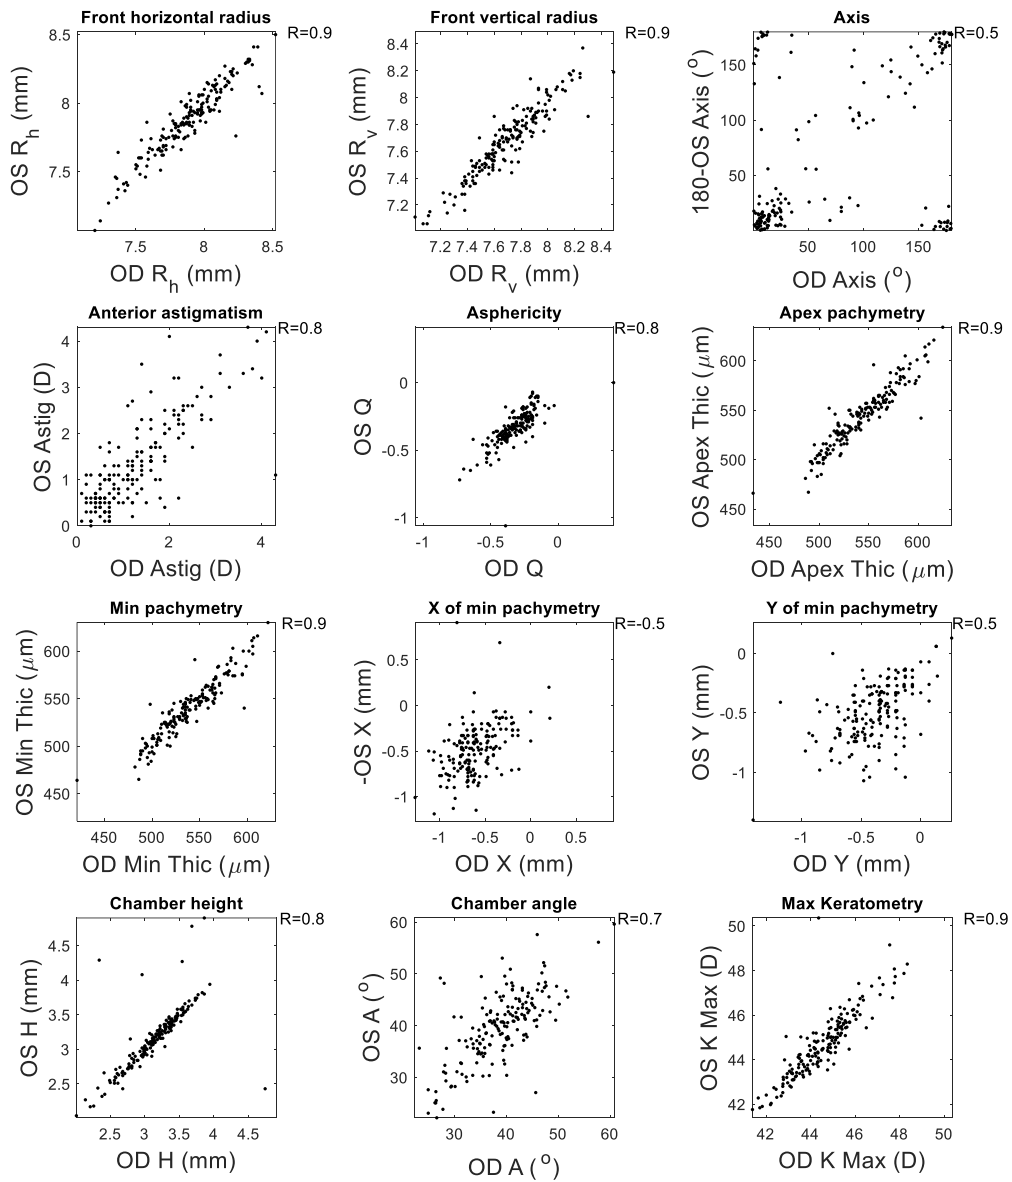 Front horizontal radius
R=0.9
8.5
8
7.5
OS Rh (mm)
7.5 8 8.5
OD Rh (mm)
Front vertical radius
R=0.9
8.4
8.2
8
7.8
7.6
7.4
7.2
OS Rv (mm)
7.2 7.4 7.6 7.8 8 8.2 8.4
OD Rv (mm)
Axis
R=0.5
150
100
50
180-OS Axis (o)
50 100 150
OD Axis (o)
Anterior astigmatism
R=0.8
4
3
2
1
0
OS Astig (D)
0 2 4
OD Astig (D)
Asphericity
R=0.8
0
-0.5
-1
OS Q
-1 -0.5 0
OD Q
Apex pachymetry
R=0.9
600
550
500
450
OS Apex Thic (μm)
450 500 550 600
OD Apex Thic (μm)
Min pachymetry
R=0.9
600
550
500
450
OS Min Thic (μm)
450 500 550 600
OD Min Thic (μm)
X of min pachymetry
R=-0.5
0.5
0
-0.5
-1
-OS X (mm)
-1 -0.5 0 0.5
OD X (mm)
Y of min pachymetry
R=0.5
0
-0.5
-1
OS Y (mm)
-1 -0.5 0
OD Y (mm)
Chamber height
R=0.8
4.5
4
3.5
3
2.5
OS H (mm)
2.5 3 3.5 4 4.5
OD H (mm)
Chamber angle
R=0.7
60
50
40
30
OS A (o)
30 40 50 60
OD A (o)
Max Keratometry
R=0.9
50
48
46
44
42
OS K Max (D)
42 44 46 48 50
OD K Max (D)